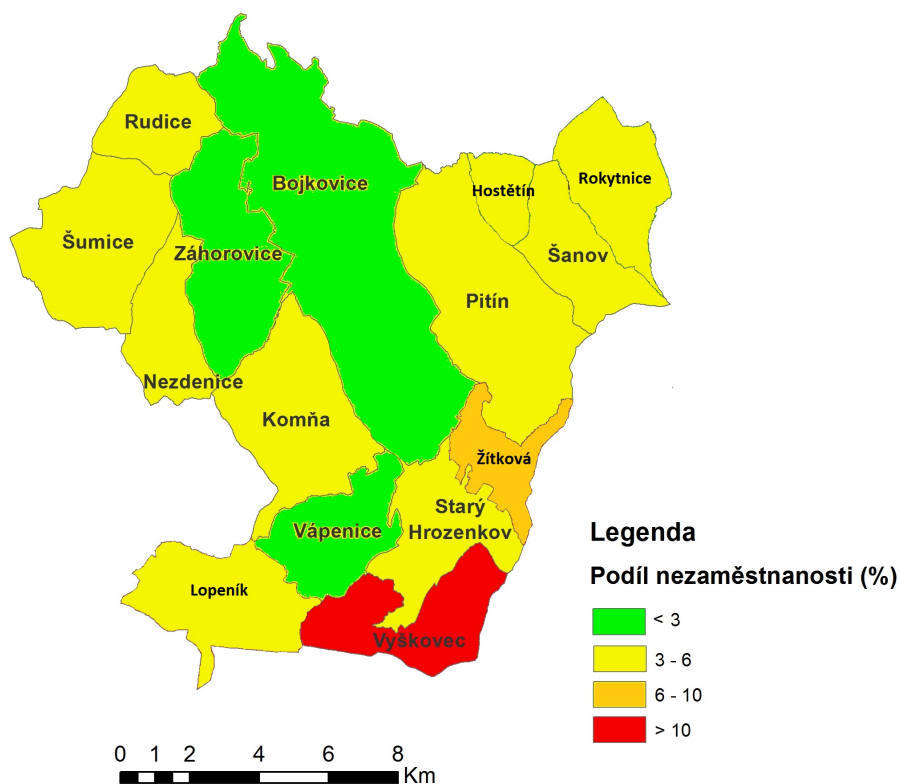 Rudice
Bojkovice
Hostětín
Rokytnice
Šumice
Záhorovice
Šanov
Pitín
Nezdenice
Komňa
Žítková
Starý
Hrozenkov
Vápenice
Lopeník
Vyškovec
Legenda
Podíl nezaměstnanosti (%)
< 3
3 - 6
6 - 10
> 10
0 1 2 4 6 8
Km